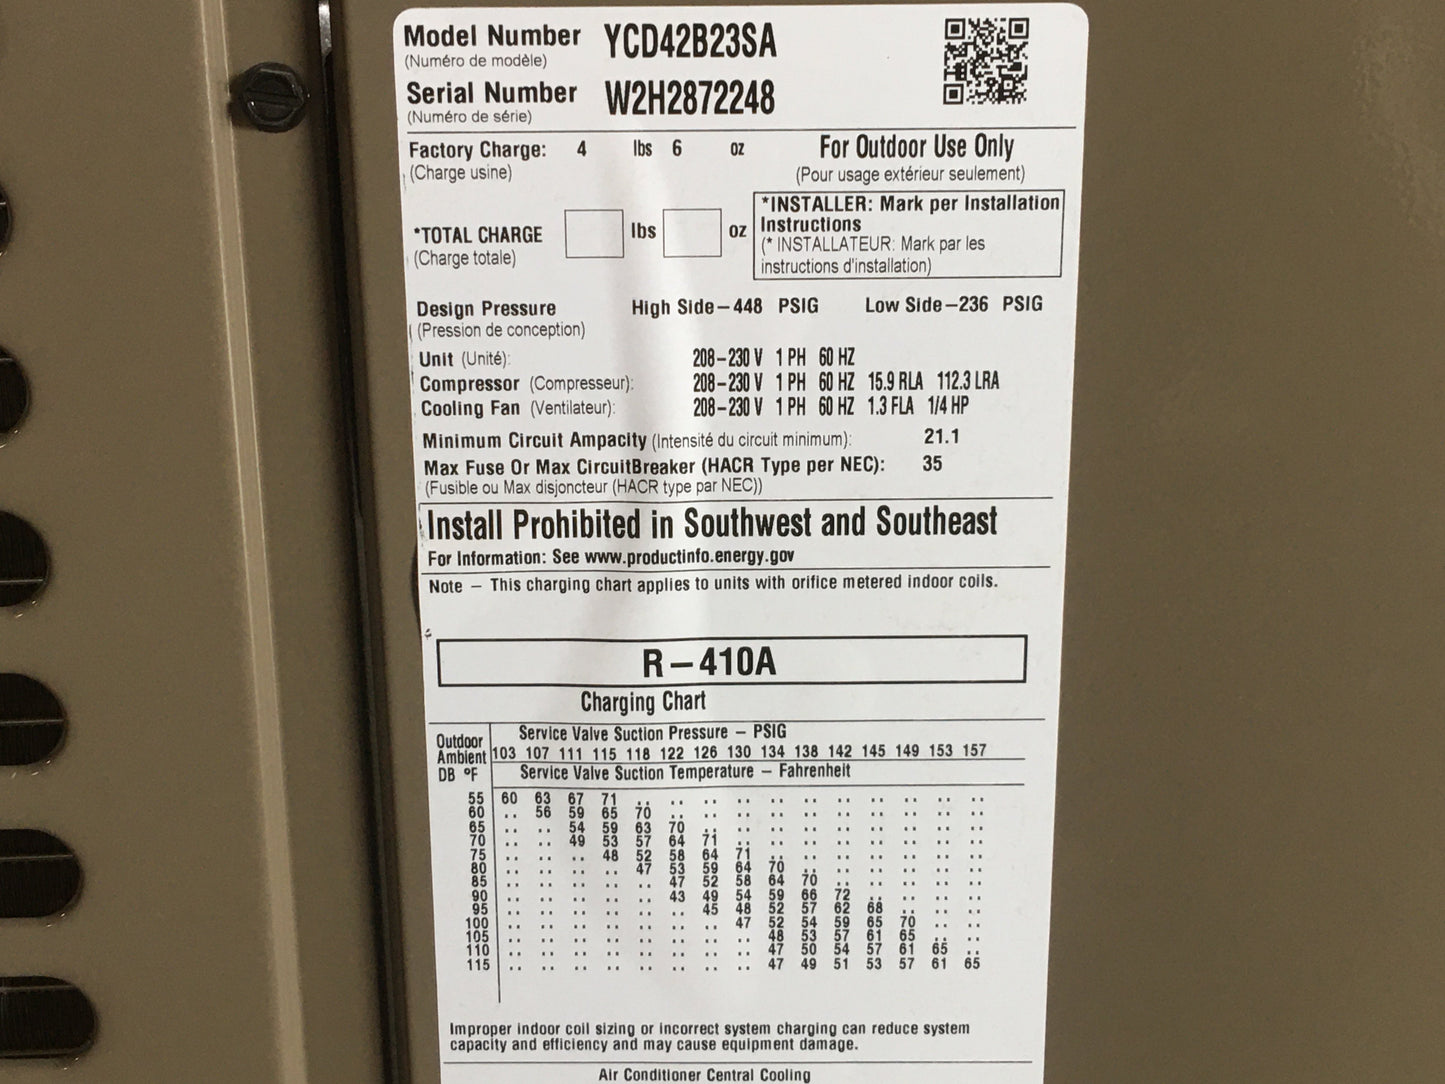 Model Number YCD42B23SA
(Numéro de modèle)
Serial Number W2H2872248
(Numéro de série)
Factory Charge: 4 lbs 6 oz For Outdoor Use Only
(Charge usine) (Pour usage extérieur seulement)
*TOTAL CHARGE lbs oz
(Charge totale)
*INSTALLER: Mark per Installation
Instructions
(* INSTALLATEUR: Mark par les
instructions d'installation)
Design Pressure High Side–448 PSIG Low Side–236 PSIG
(Pression de conception)
Unit (Unité): 208–230 V 1 PH 60 HZ
Compressor (Compresseur): 208–230 V 1 PH 60 HZ 15.9 RLA 112.3 LRA
Cooling Fan (Ventilateur): 208–230 V 1 PH 60 HZ 1.3 FLA 1/4 HP
Minimum Circuit Ampacity (Intensité du circuit minimum): 21.1
Max Fuse Or Max CircuitBreaker (HACR Type per NEC): 35
(Fusible ou Max disjoncteur (HACR type par NEC))
Install Prohibited in Southwest and Southeast
For Information: See www.productinfo.energy.gov
Note – This charging chart applies to units with orifice metered indoor coils.
R–410A
Charging Chart
Outdoor
Ambient
DB °F
Service Valve Suction Pressure – PSIG
103 107 111 115 118 122 126 130 134 138 142 145 149 153 157
Service Valve Suction Temperature – Fahrenheit
55 60 63 67 71 .. .. .. .. .. .. .. .. .. .. ..
60 .. 56 59 65 70 .. .. .. .. .. .. .. .. .. ..
65 .. .. 54 59 63 70 .. .. .. .. .. .. .. .. ..
70 .. .. 49 53 57 64 71 .. .. .. .. .. .. .. ..
75 .. .. .. 48 52 58 64 71 .. .. .. .. .. .. ..
80 .. .. .. .. 47 53 59 64 70 .. .. .. .. .. ..
85 .. .. .. .. .. 47 52 58 64 70 .. .. .. .. ..
90 .. .. .. .. .. 43 49 54 59 66 72 .. .. .. ..
95 .. .. .. .. .. .. 45 48 52 57 62 68 .. .. ..
100 .. .. .. .. .. .. .. 47 52 54 59 65 70 .. ..
105 .. .. .. .. .. .. .. .. 48 53 57 61 65 .. ..
110 .. .. .. .. .. .. .. .. 47 50 54 57 61 65 ..
115 .. .. .. .. .. .. .. .. 47 49 51 53 57 61 65
Improper indoor coil sizing or incorrect system charging can reduce system
capacity and efficiency and may cause equipment damage.
Air Conditioner Central Cooling